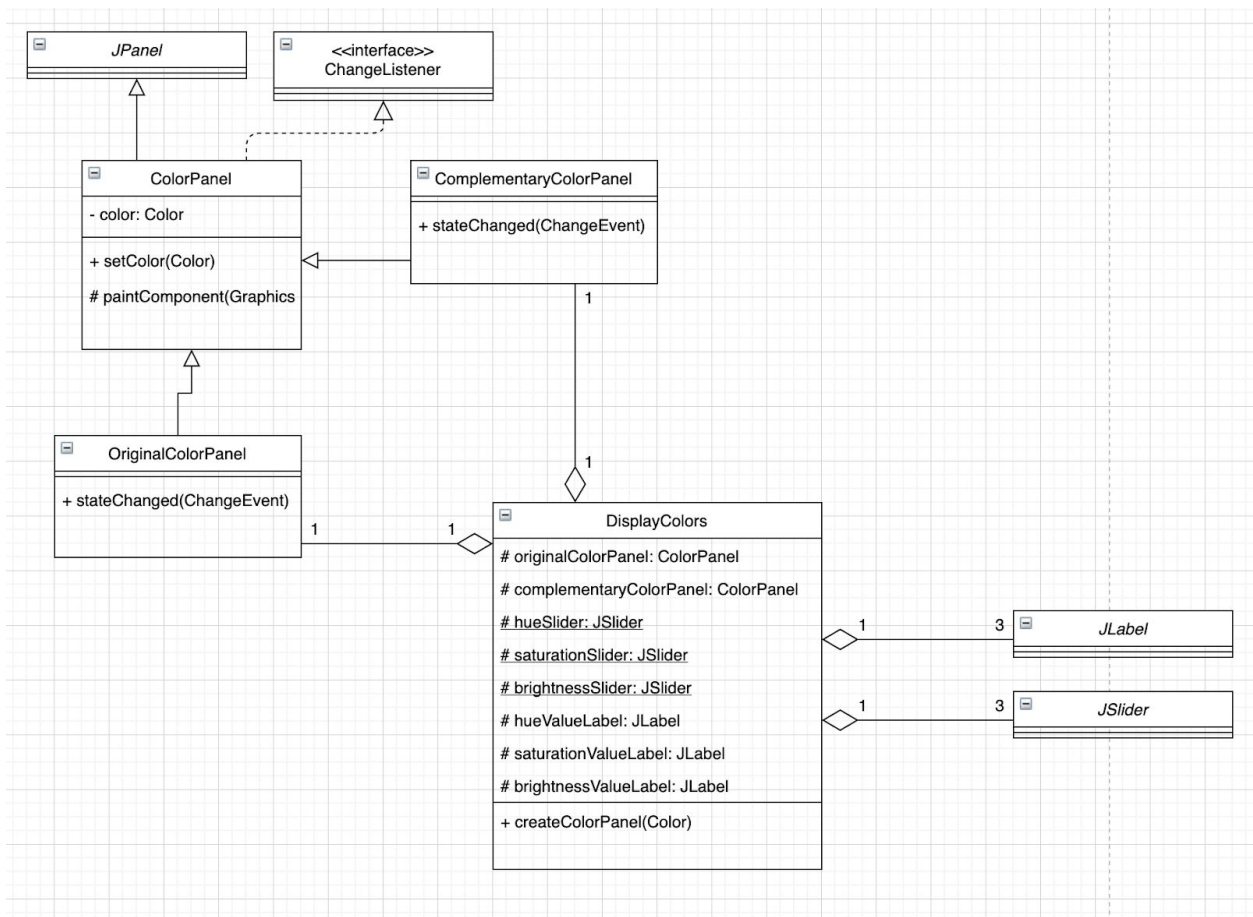 JPanel
<<interface>>
ChangeListener
ColorPanel
- color: Color
+ setColor(Color)
# paintComponent(Graphics
ComplementaryColorPanel
+ stateChanged(ChangeEvent)
1
1
OriginalColorPanel
+ stateChanged(ChangeEvent)
1
1
DisplayColors
# originalColorPanel: ColorPanel
# complementaryColorPanel: ColorPanel
# hueSlider: JSlider
# saturationSlider: JSlider
# brightnessSlider: JSlider
# hueValueLabel: JLabel
# saturationValueLabel: JLabel
# brightnessValueLabel: JLabel
+ createColorPanel(Color)
1
3
JLabel
1
3
JSlider